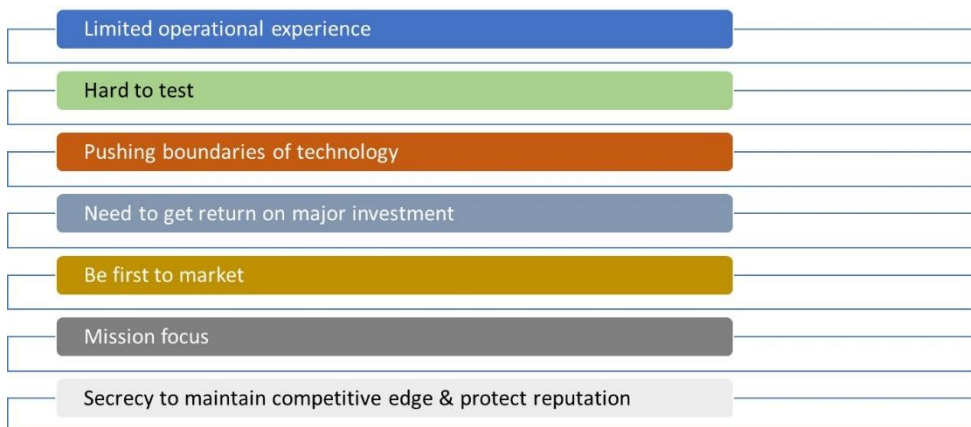 Limited operational experience
Hard to test
Pushing boundaries of technology
Need to get return on major investment
Be first to market
Mission focus
Secrecy to maintain competitive edge & protect reputation